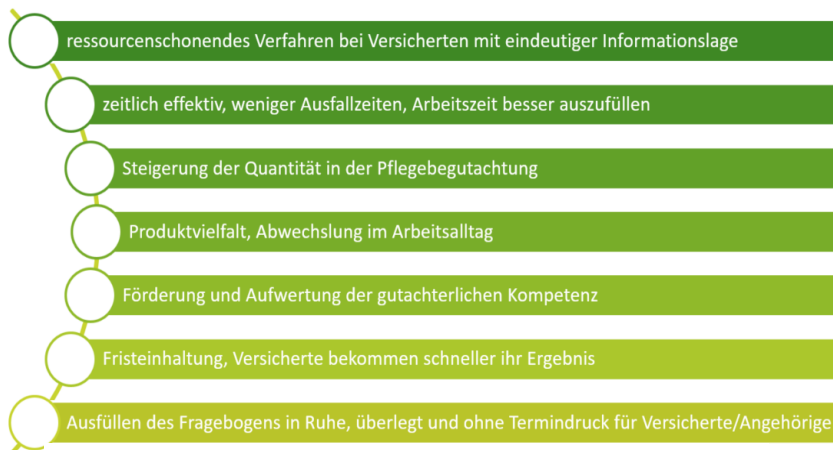 ressourcenschonendes Verfahren bei Versicherten mit eindeutiger Informationslage
zeitlich effektiv, weniger Ausfallzeiten, Arbeitszeit besser auszufüllen
Steigerung der Quantität in der Pflegebegutachtung
Produktvielfalt, Abwechslung im Arbeitsalltag
Förderung und Aufwertung der gutachterlichen Kompetenz
Fristeinhaltung, Versicherte bekommen schneller ihr Ergebnis
Ausfüllen des Fragebogens in Ruhe, überlegt und ohne Termindruck für Versicherte/Angehörige